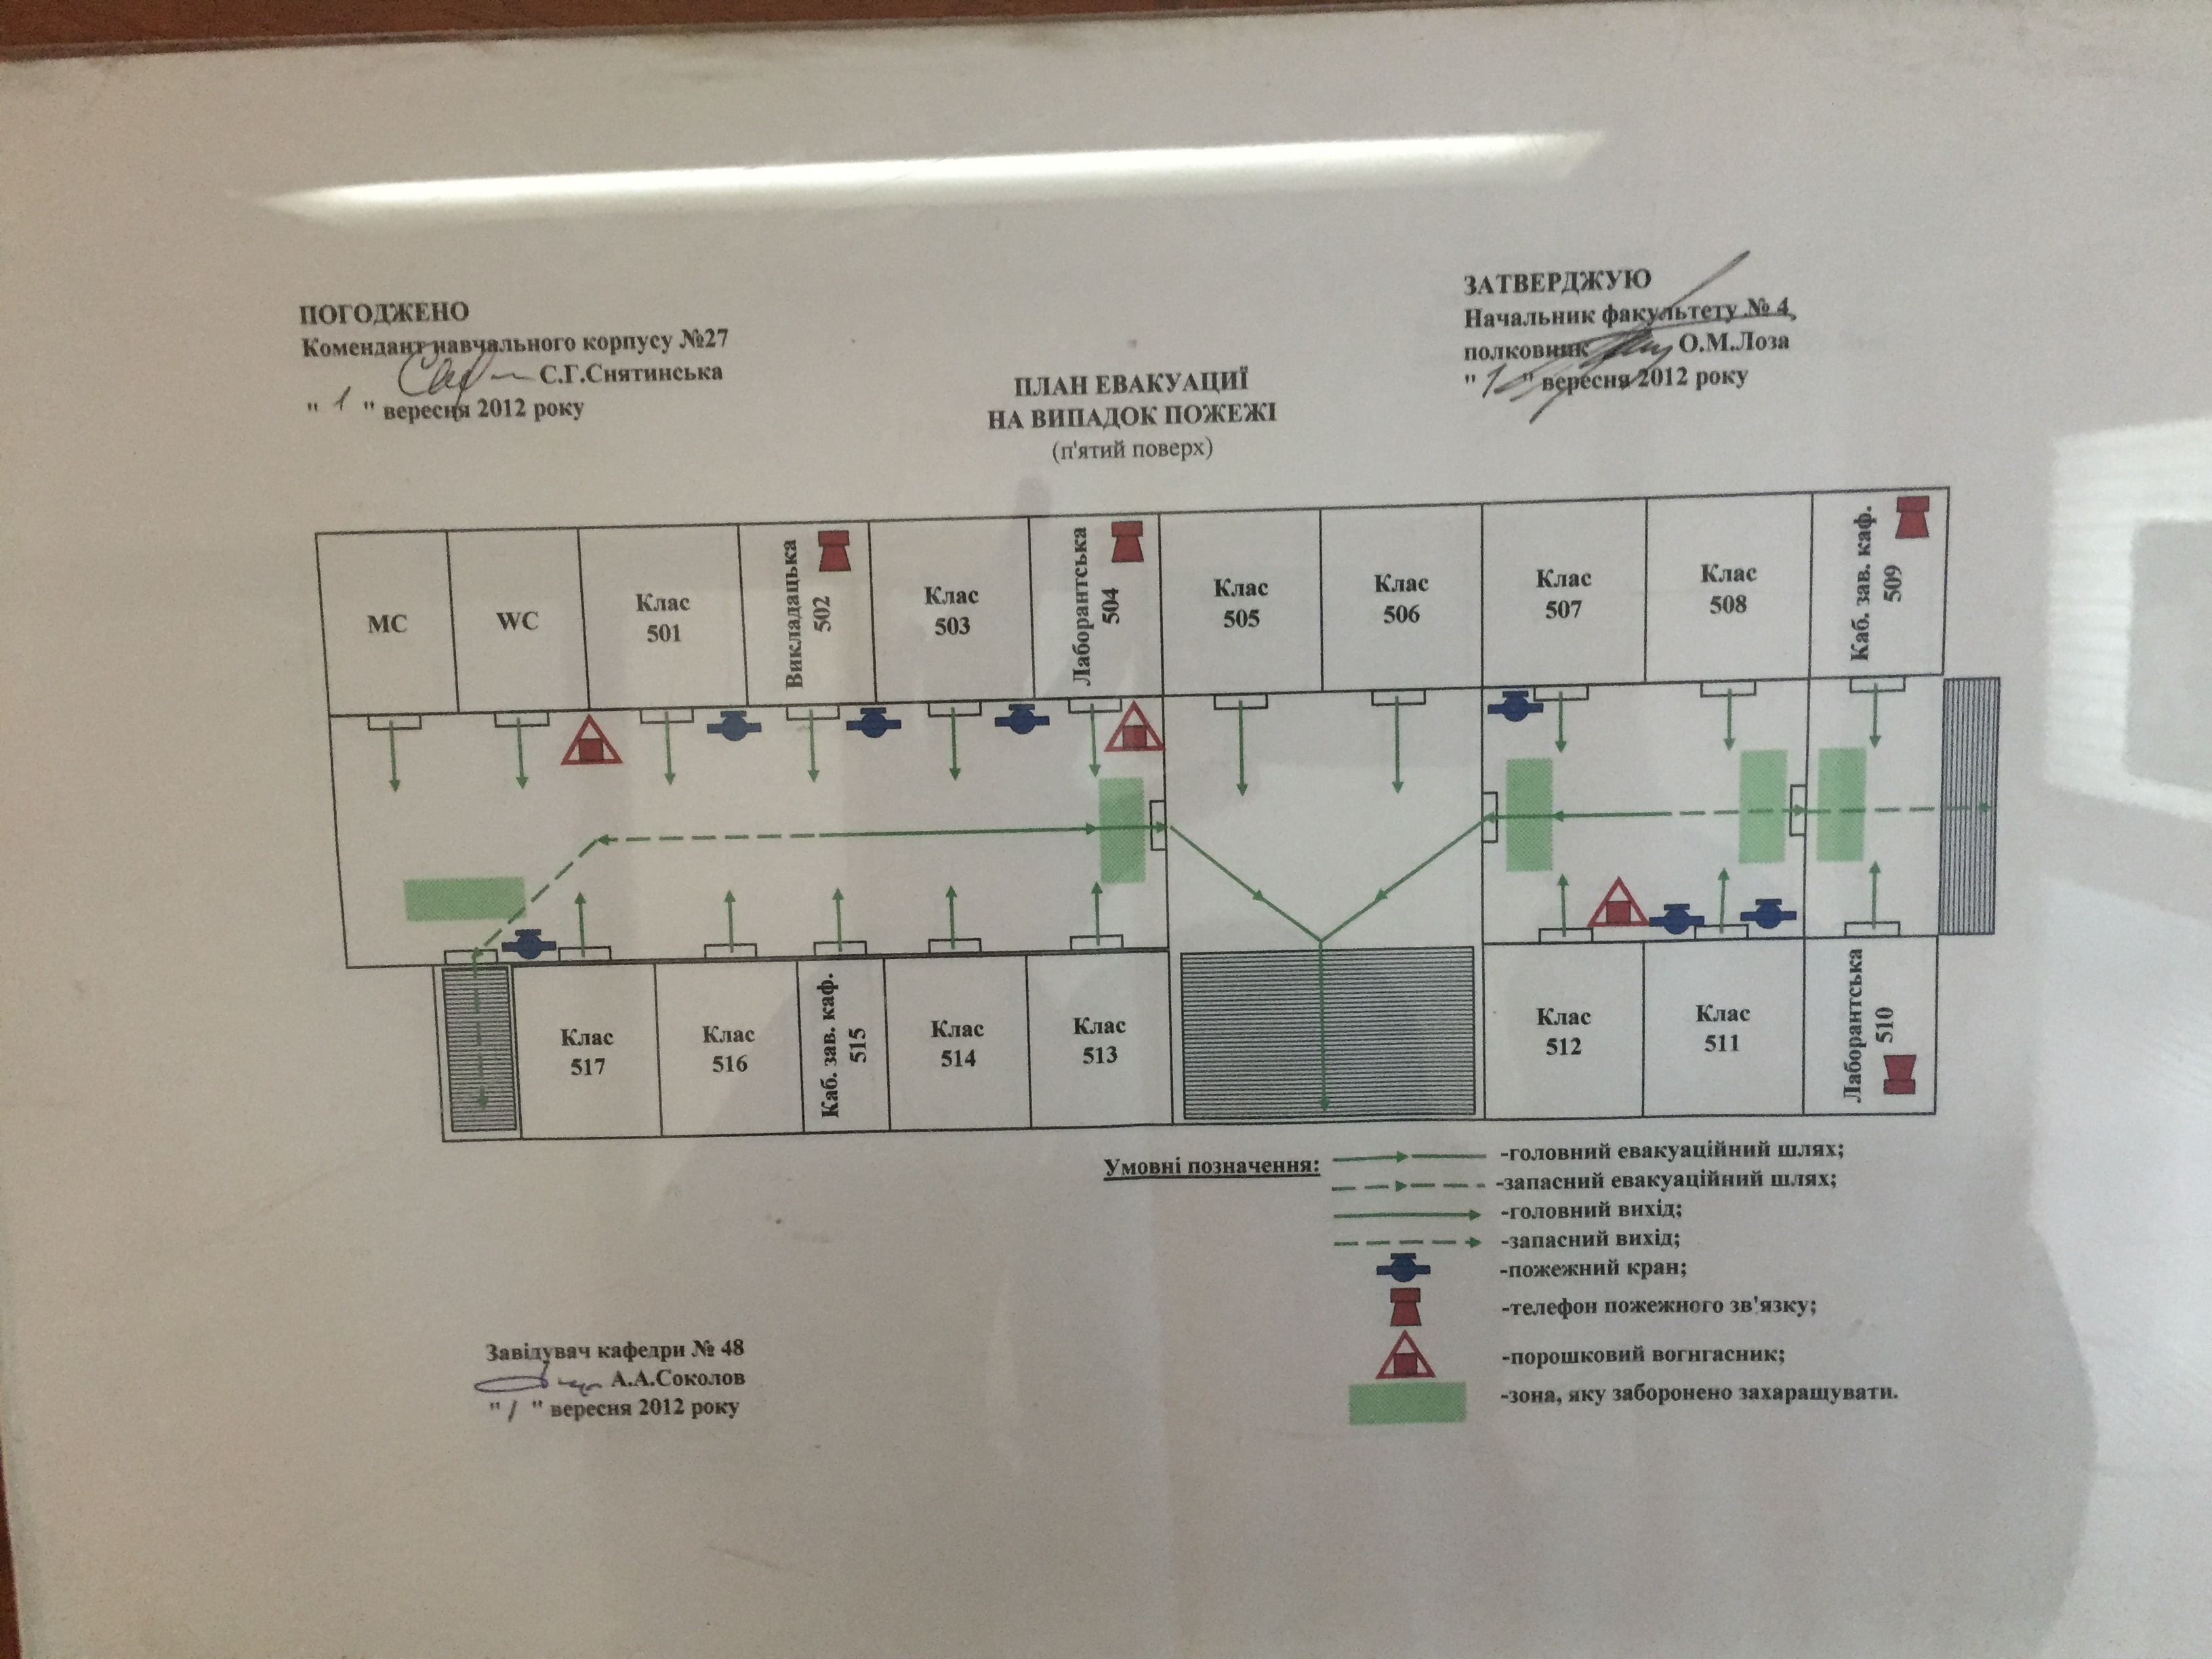 ПОГОДЖЕНО
Комендант навчального корпусу №27
С.Г.Снятинська
" 1 " вересня 2012 року
ЗАТВЕРДЖУЮ
Начальник факультету № 4,
полковник О.М.Лоза
" 1 " вересня 2012 року
ПЛАН ЕВАКУАЦИЇ
НА ВИПАДОК ПОЖЕЖІ
(п'ятий поверх)
МС
WC
Клас
501
Викладацька
502
Клас
503
Лаборантська
504
Клас
505
Клас
506
Клас
507
Клас
508
Каб. зав. каф.
509
Клас
517
Клас
516
Каб. зав. каф.
515
Клас
514
Клас
513
Клас
512
Клас
511
Лаборантська
510
Умовні позначення:
-головний евакуаційний шлях;
-запасний евакуаційний шлях;
-головний вихід;
-запасний вихід;
-пожежний кран;
-телефон пожежного зв'язку;
-порошковий вогнгасник;
-зона, яку заборонено захаращувати.
Завідувач кафедри № 48
А.А.Соколов
" 1 " вересня 2012 року